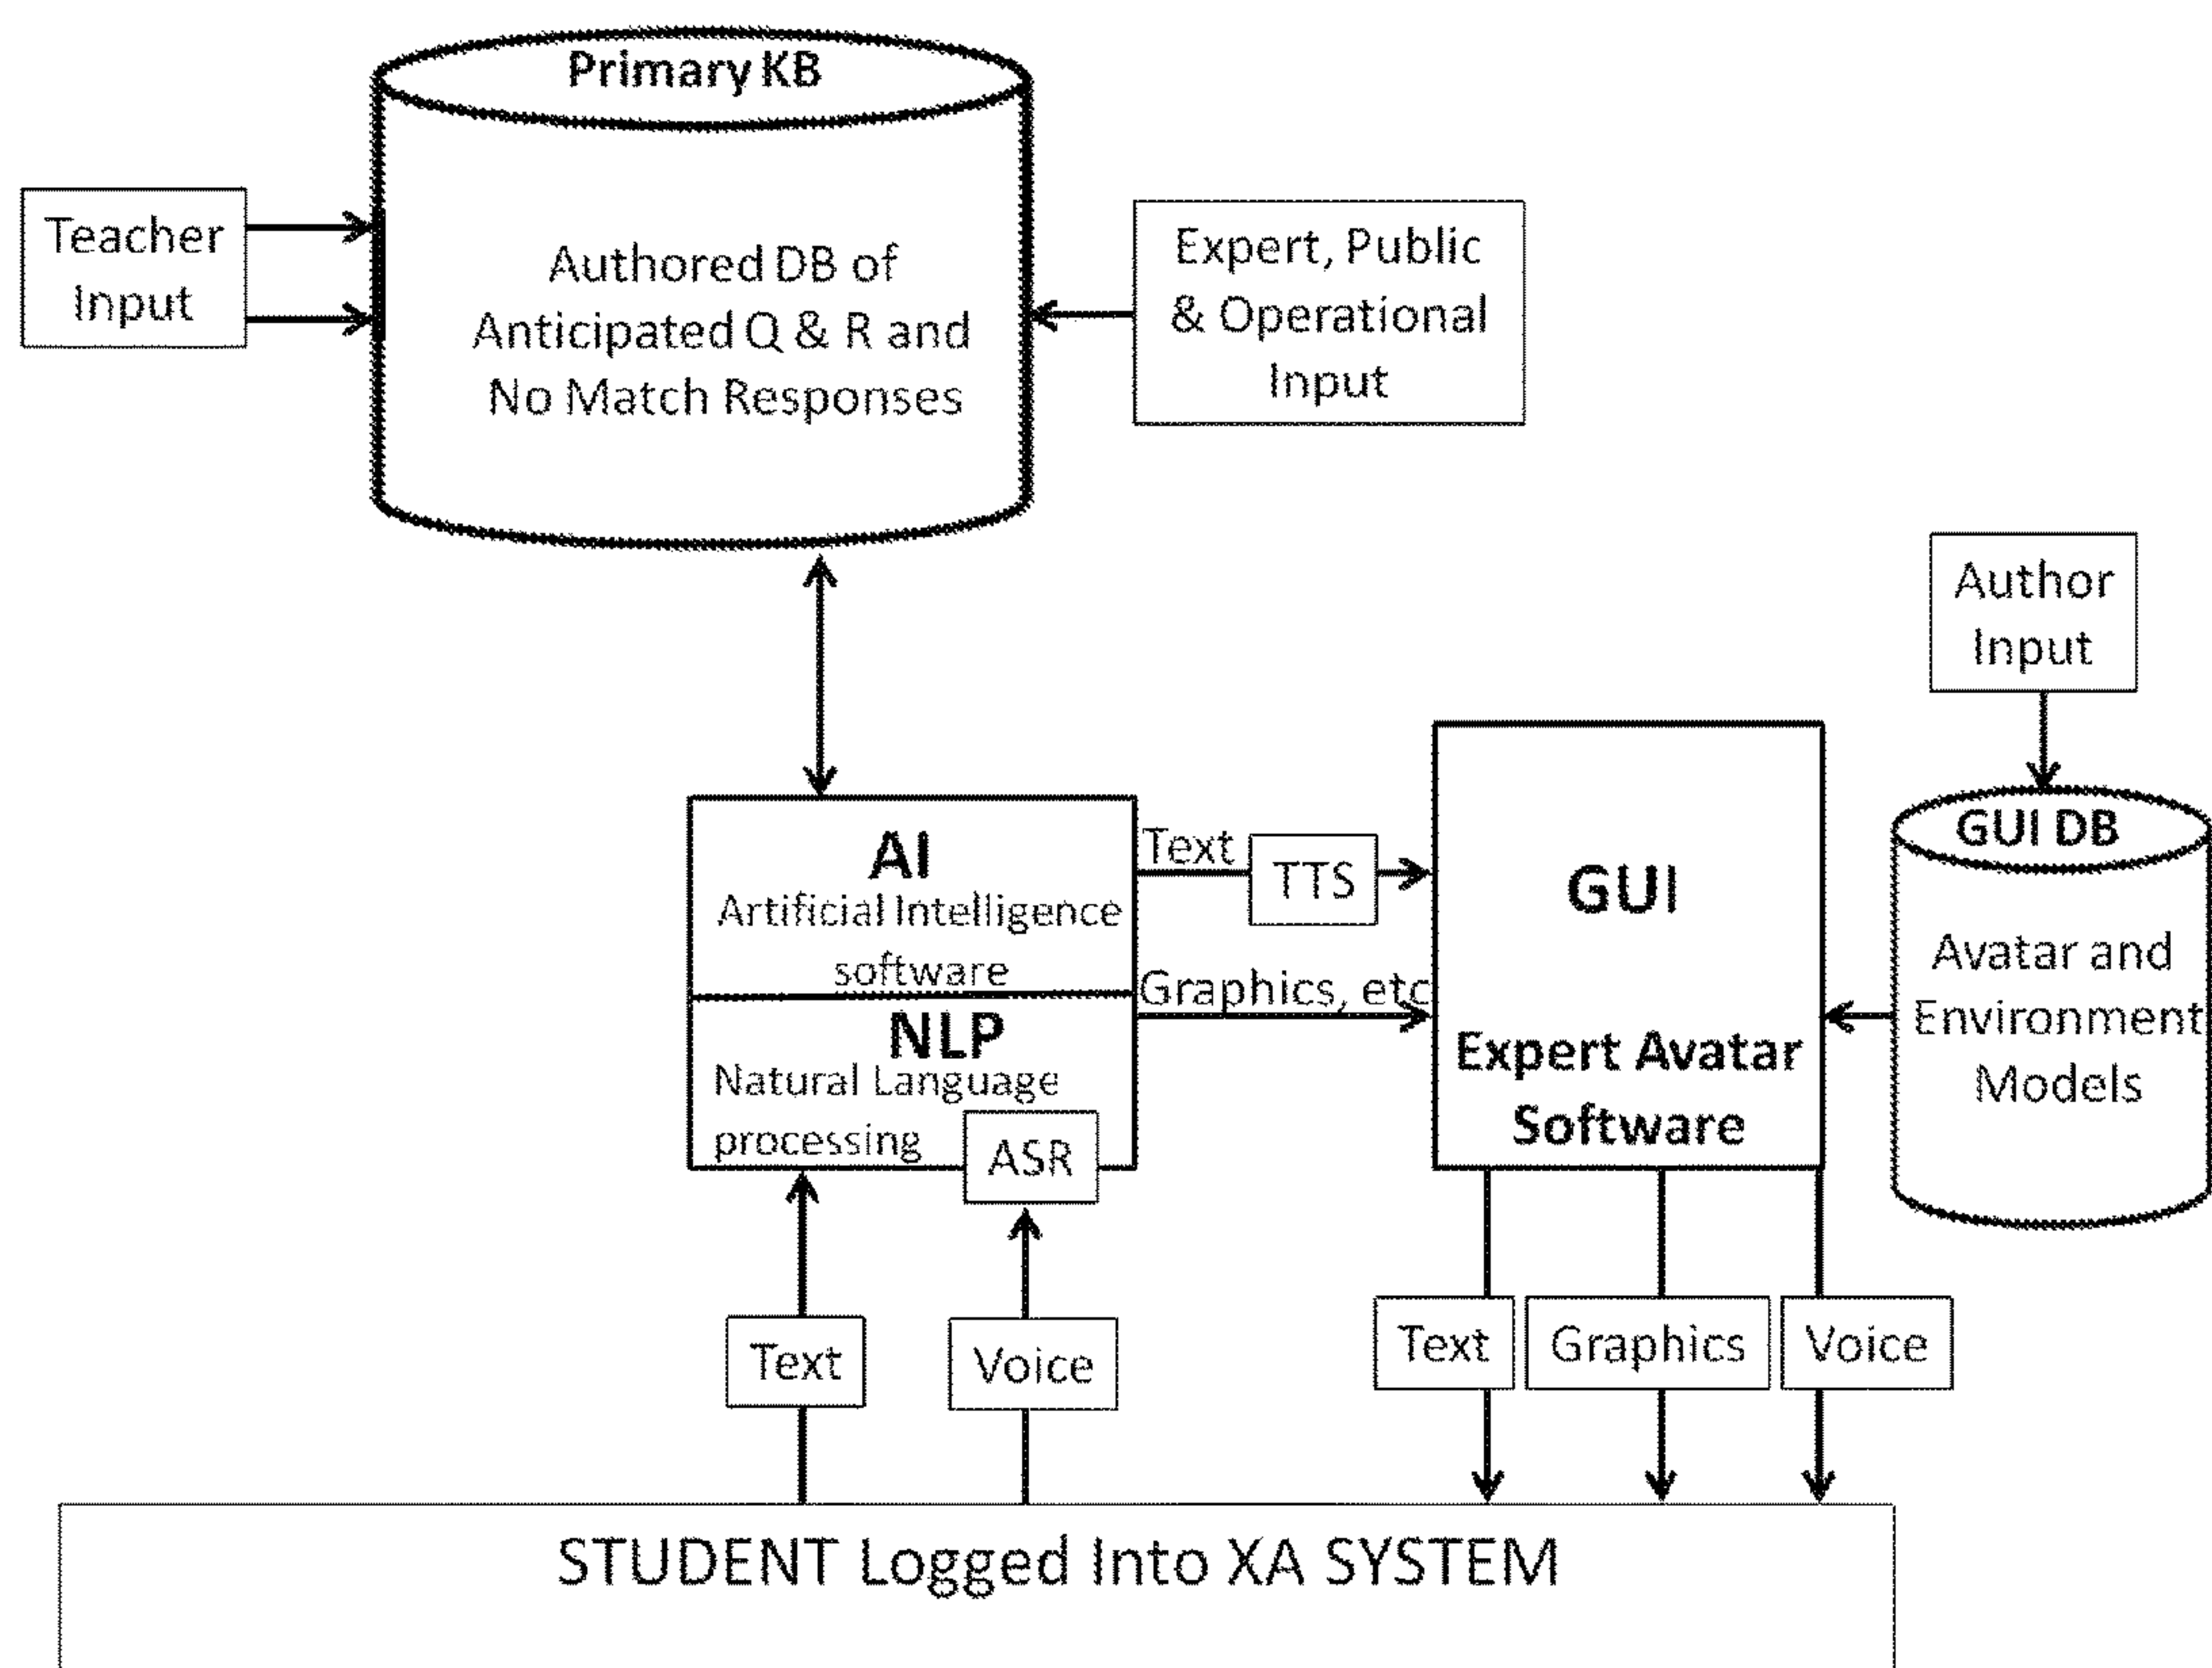 Primary KB
Teacher
Input
Authored DB of
Anticipated Q & R and
No Match Responses
Expert, Public
& Operational
Input
Author
Input
AI
Artificial Intelligence
software
NLP
Natural Language
processing
ASR
Text
TTS
Graphics, etc
GUI
Expert Avatar
Software
GUI DB
Avatar and
Environment
Models
Text
Voice
Text
Graphics
Voice
STUDENT Logged Into XA SYSTEM